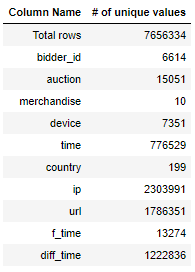 Column Name # of unique values
Total rows 7656334
bidder_id 6614
auction 15051
merchandise 10
device 7351
time 776529
country 199
ip 2303991
url 1786351
f_time 13274
diff_time 1222836